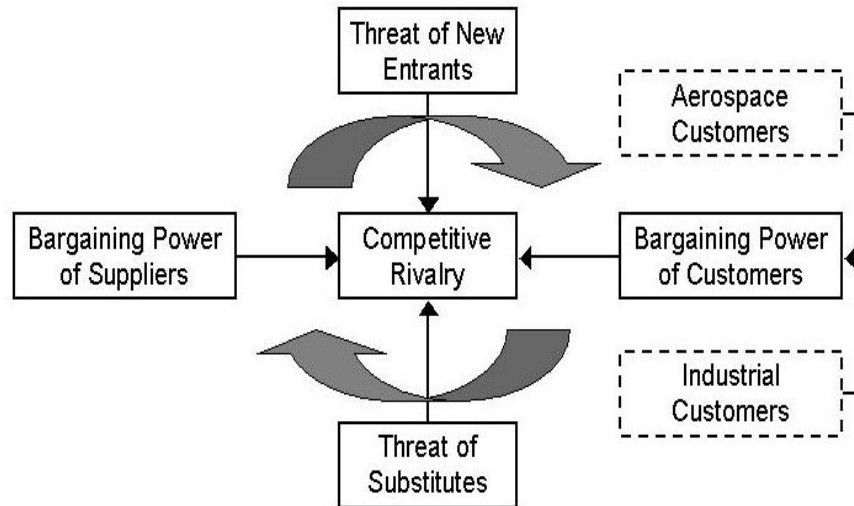 Threat of New
Entrants
Aerospace
Customers
Bargaining Power
of Suppliers
Competitive
Rivalry
Bargaining Power
of Customers
Industrial
Customers
Threat of
Substitutes